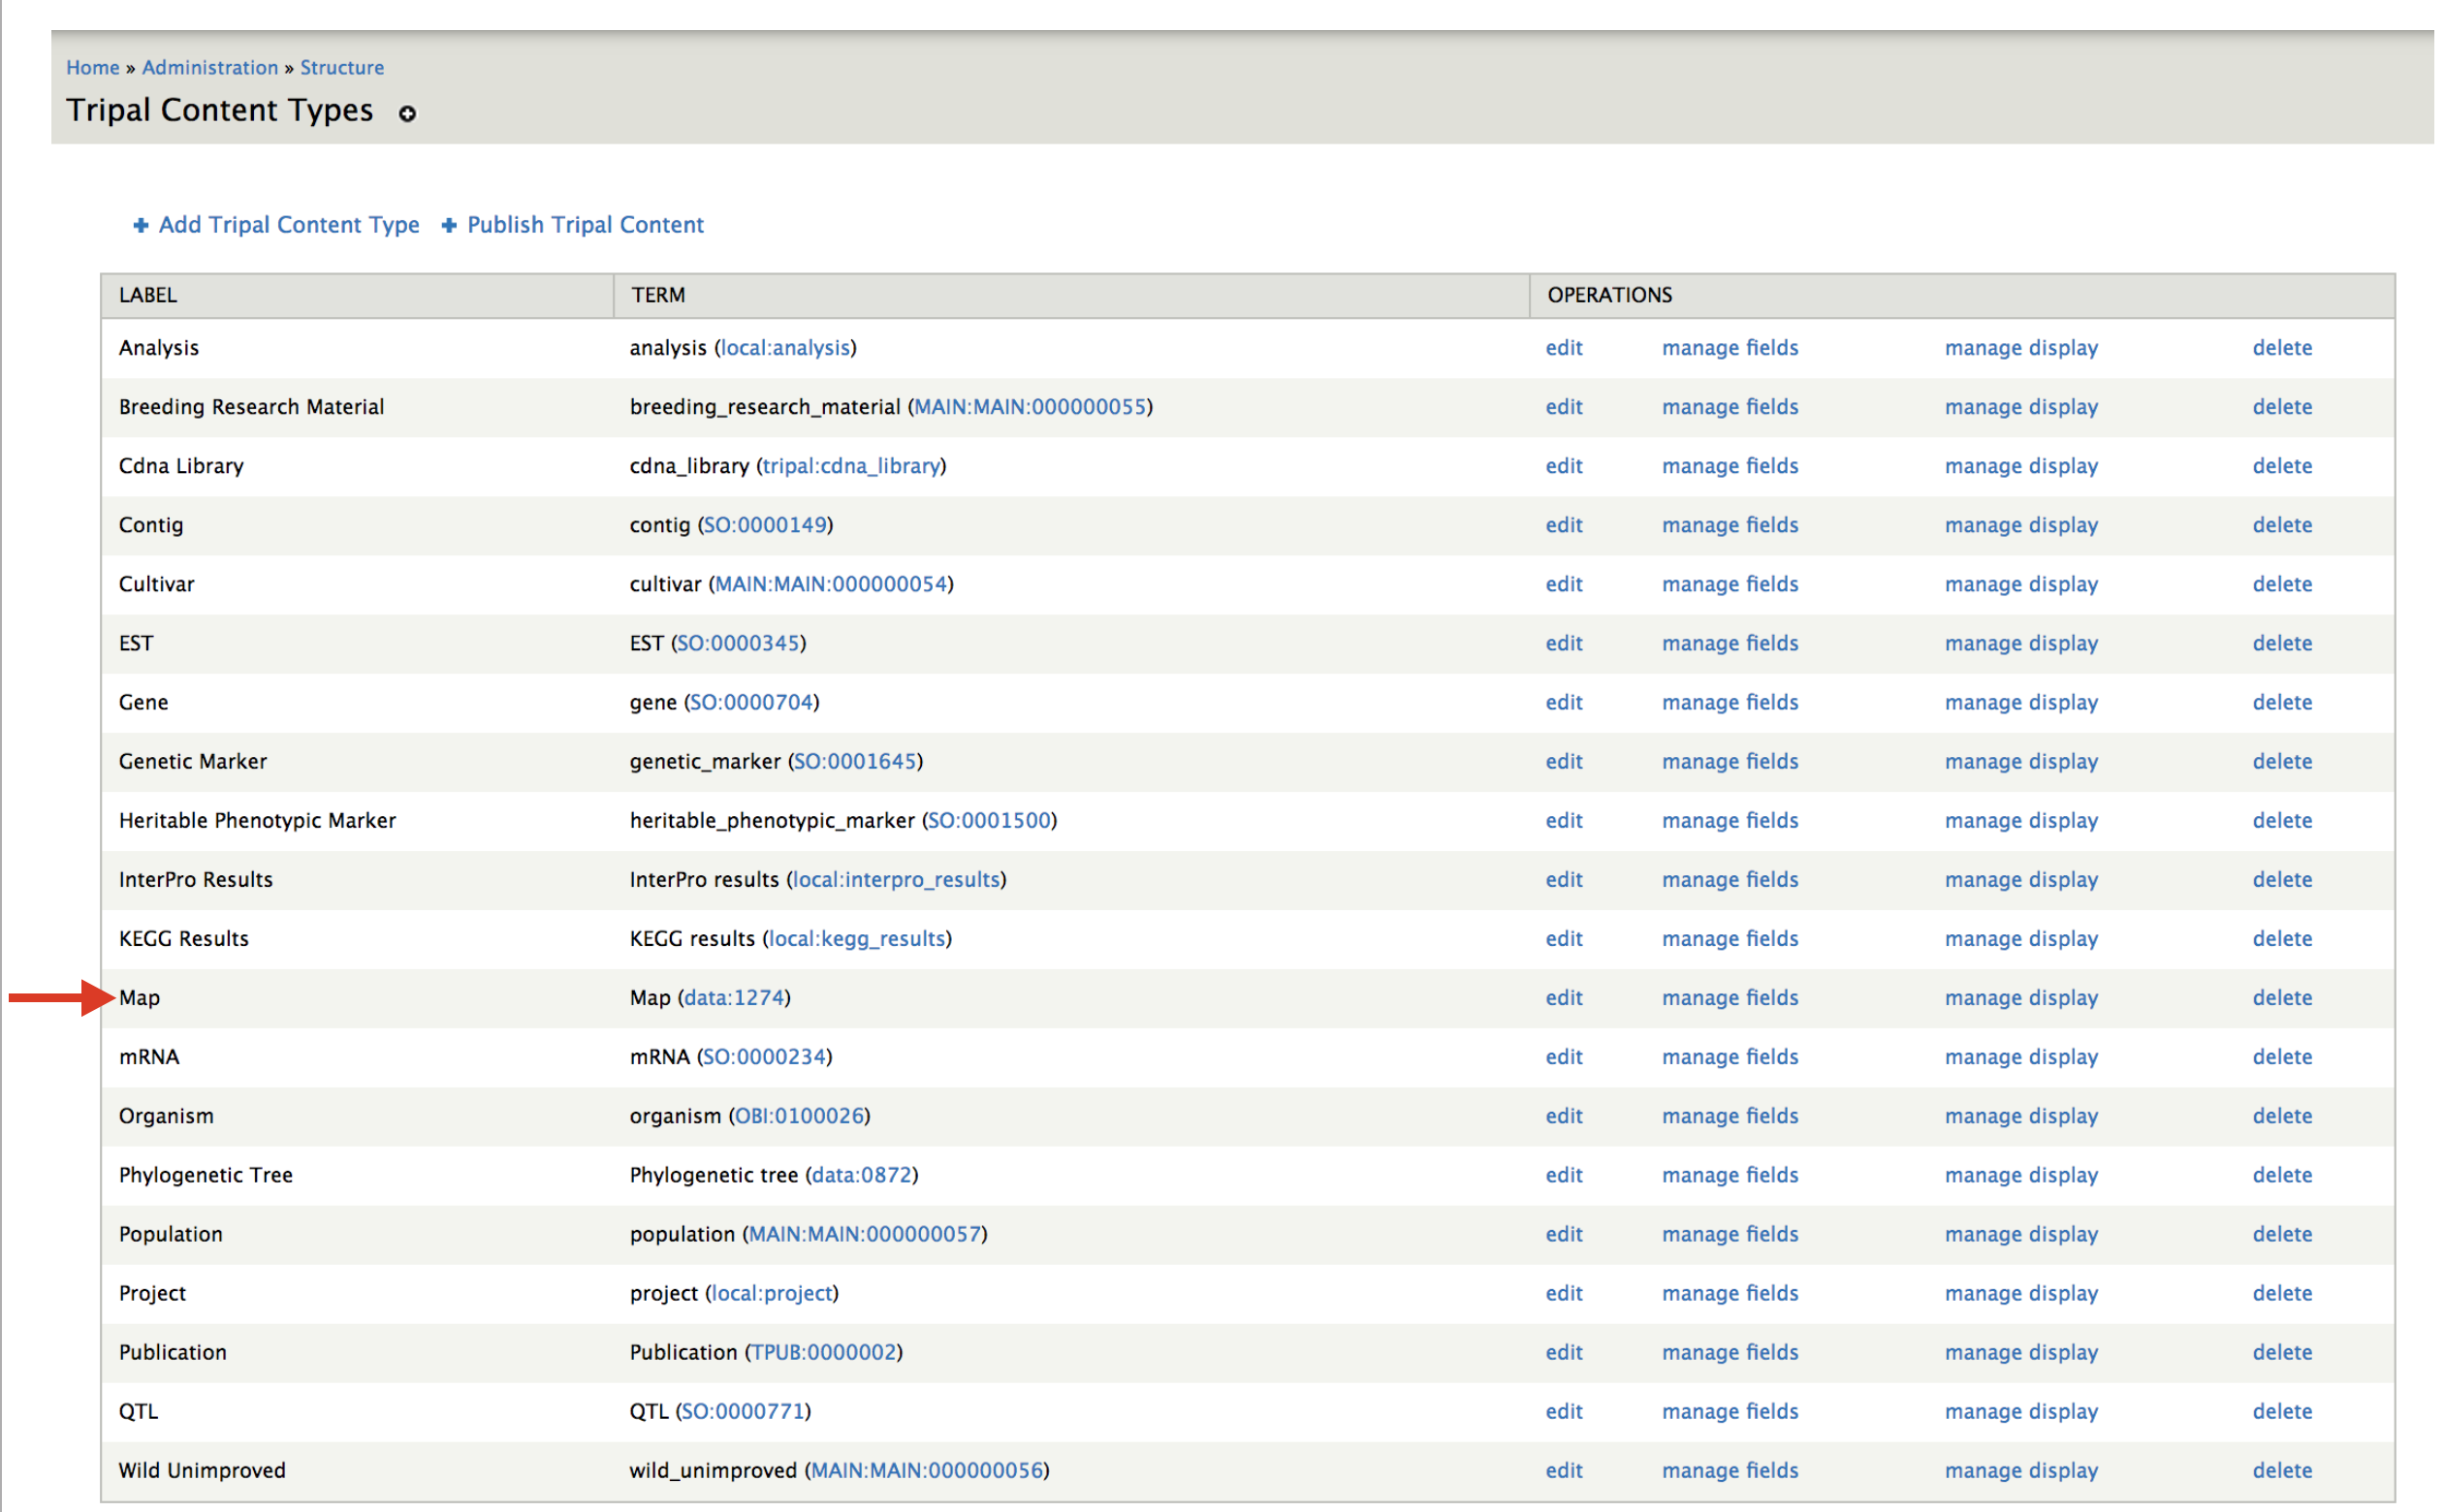 Home » Administration » Structure
Tripal Content Types
Add Tripal Content Type Publish Tripal Content
LABEL TERM OPERATIONS
Analysis analysis (local:analysis) edit manage fields manage display delete
Breeding Research Material breeding_research_material (MAIN:MAIN:000000055) edit manage fields manage display delete
Cdna Library cdna_library (tripal:cdna_library) edit manage fields manage display delete
Contig contig (SO:0000149) edit manage fields manage display delete
Cultivar cultivar (MAIN:MAIN:000000054) edit manage fields manage display delete
EST EST (SO:0000345) edit manage fields manage display delete
Gene gene (SO:0000704) edit manage fields manage display delete
Genetic Marker genetic_marker (SO:0001645) edit manage fields manage display delete
Heritable Phenotypic Marker heritable_phenotypic_marker (SO:0001500) edit manage fields manage display delete
InterPro Results InterPro results (local:interpro_results) edit manage fields manage display delete
KEGG Results KEGG results (local:kegg_results) edit manage fields manage display delete
Map Map (data:1274) edit manage fields manage display delete
mRNA mRNA (SO:0000234) edit manage fields manage display delete
Organism organism (OBI:0100026) edit manage fields manage display delete
Phylogenetic Tree Phylogenetic tree (data:0872) edit manage fields manage display delete
Population population (MAIN:MAIN:000000057) edit manage fields manage display delete
Project project (local:project) edit manage fields manage display delete
Publication Publication (TPUB:0000002) edit manage fields manage display delete
QTL QTL (SO:0000771) edit manage fields manage display delete
Wild Unimproved wild_unimproved (MAIN:MAIN:000000056) edit manage fields manage display delete